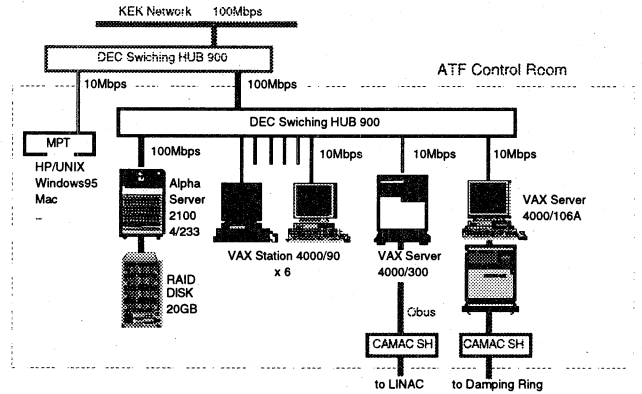 KEK Network 100Mbps
DEC Swiching HUB 900
ATF Control Room
10Mbps
100Mbps
DEC Swiching HUB 900
MPT
HP/UNIX
Windows95
Mac
...
100Mbps
10Mbps
10Mbps
10Mbps
Alpha
Server
2100
4/233
RAID
DISK
20GB
VAX Station 4000/90
x 6
VAX Server
4000/300
VAX Server
4000/106A
Qbus
CAMAC SH
CAMAC SH
to LINAC
to Damping Ring